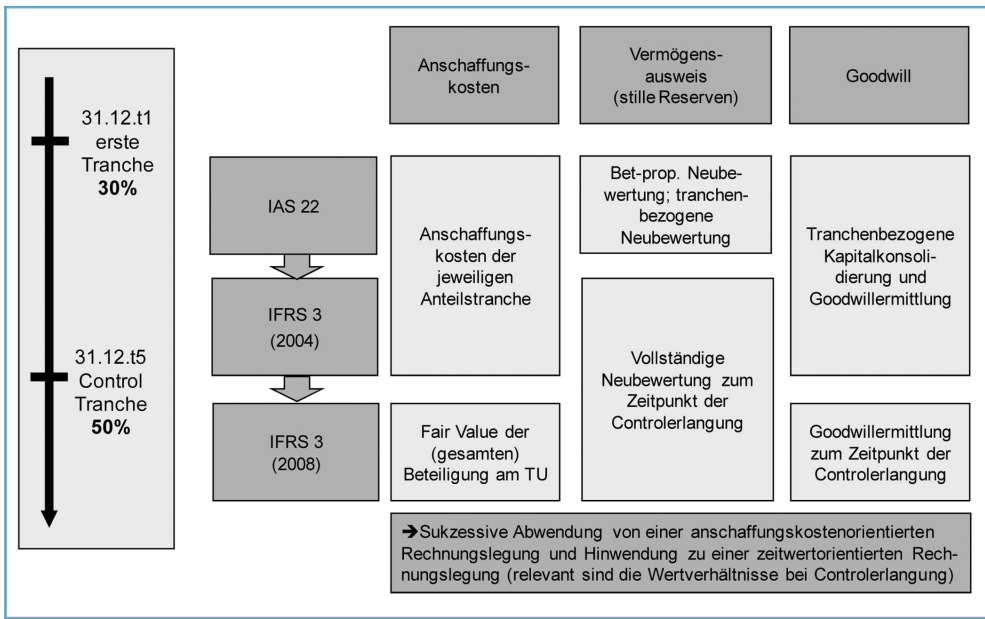 Anschaffungs-
kosten
Vermögens-
ausweis
(stille Reserven)
Goodwill
31.12.t1
erste
Tranche
30%
31.12.t5
Control
Tranche
50%
IAS 22
IFRS 3
(2004)
IFRS 3
(2008)
Anschaffungs-
kosten der
jeweiligen
Anteilstranche
Fair Value der
(gesamten)
Beteiligung am TU
Bet-prop. Neube-
wertung; tranchen-
bezogene
Neubewertung
Vollständige
Neubewertung zum
Zeitpunkt der
Controlerlangung
Tranchenbezogene
Kapitalkonsoli-
dierung und
Goodwillermittlung
Goodwillermittlung
zum Zeitpunkt der
Controlerlangung
➔Sukzessive Abwendung von einer anschaffungskostenorientierten
Rechnungslegung und Hinwendung zu einer zeitwertorientierten Rech-
nungslegung (relevant sind die Wertverhältnisse bei Controlerlangung)